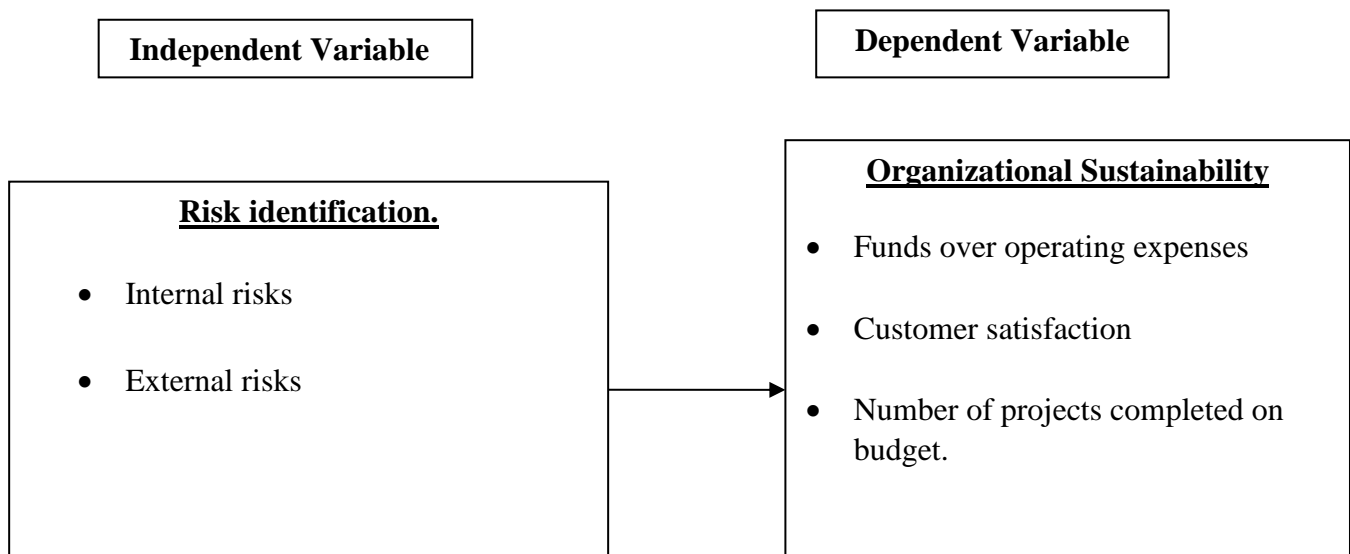 Independent Variable
Dependent Variable
Risk identification.
• Internal risks
• External risks
Organizational Sustainability
• Funds over operating expenses
• Customer satisfaction
• Number of projects completed on
budget.